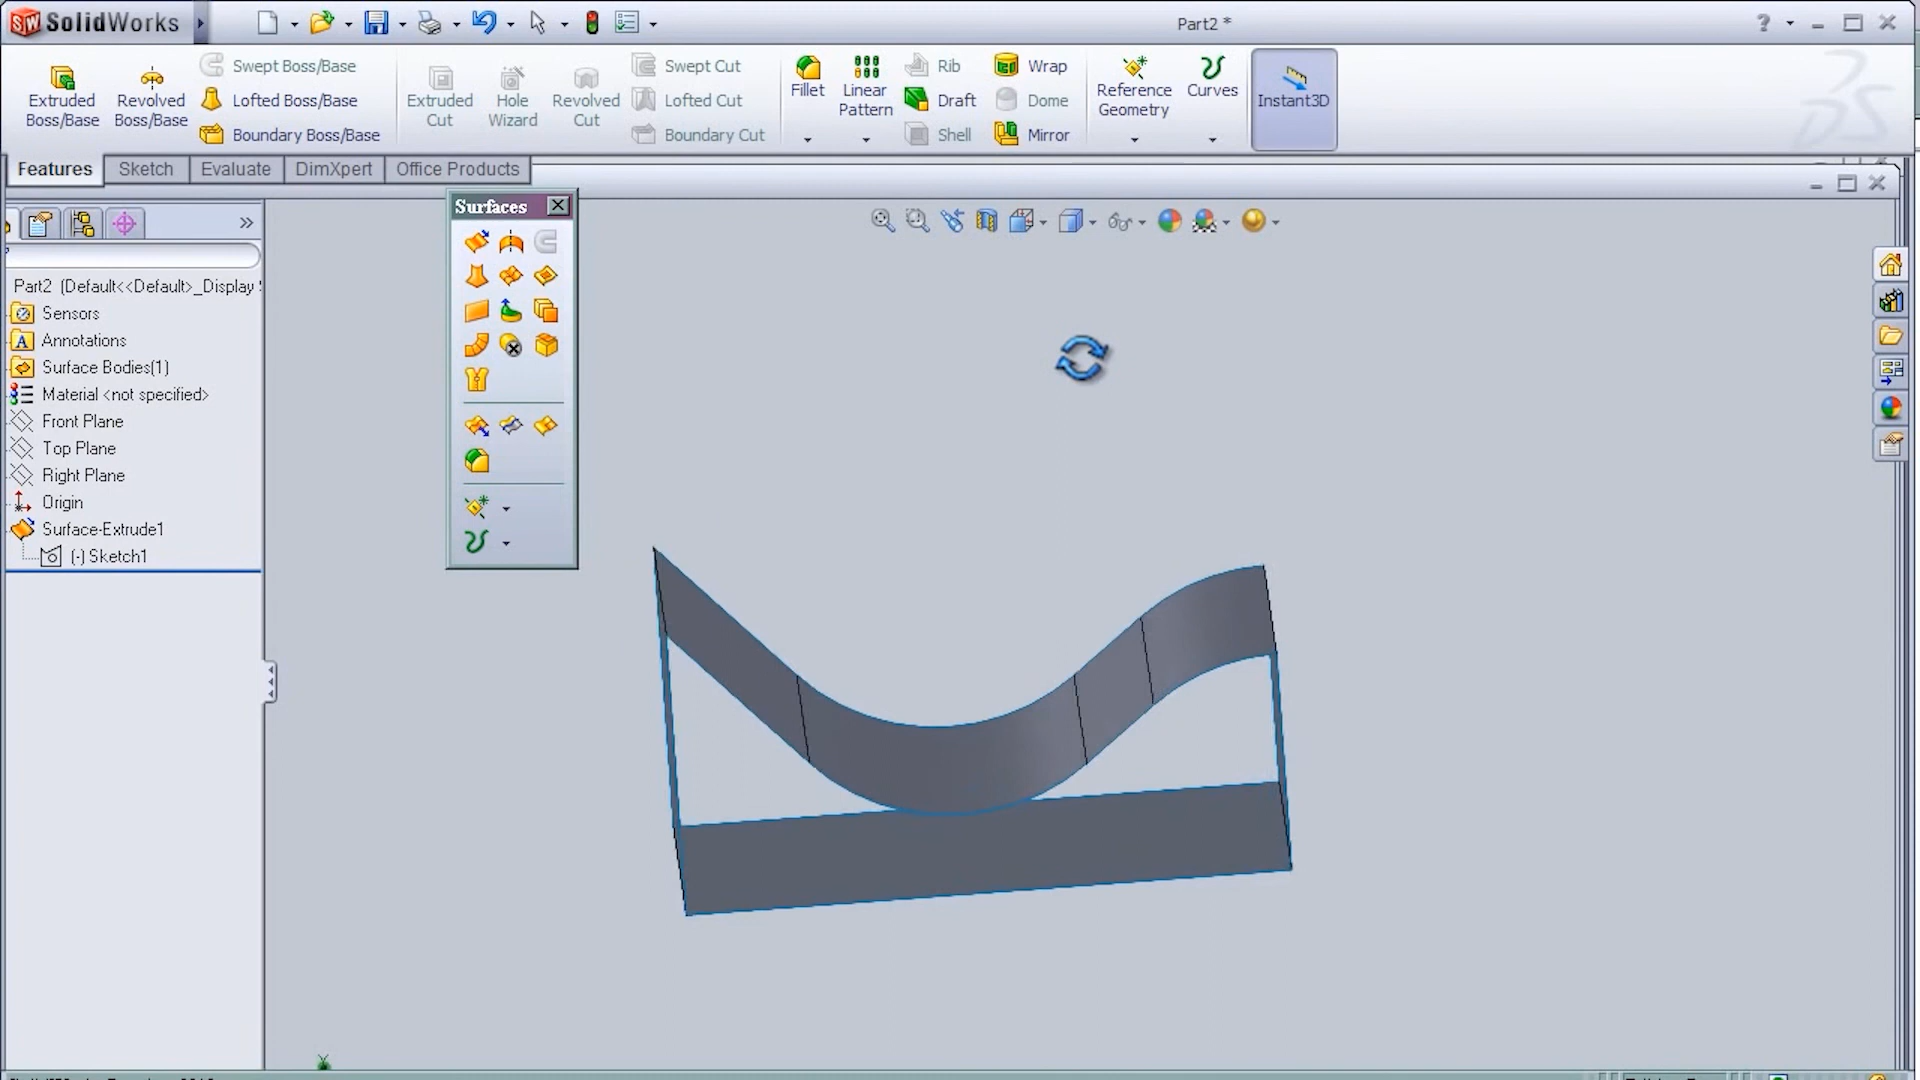 SolidWorks
Part2 *
Extruded Boss/Base
Revolved Boss/Base
Swept Boss/Base
Lofted Boss/Base
Boundary Boss/Base
Extruded Cut
Hole Wizard
Revolved Cut
Swept Cut
Lofted Cut
Boundary Cut
Fillet
Linear Pattern
Rib
Draft
Shell
Wrap
Dome
Mirror
Reference Geometry
Curves
Instant3D
Features
Sketch
Evaluate
DimXpert
Office Products
Surfaces
Part2 (Default<<Default>_Display
Sensors
Annotations
Surface Bodies(1)
Material <not specified>
Front Plane
Top Plane
Right Plane
Origin
Surface-Extrude1
(-) Sketch1
Y